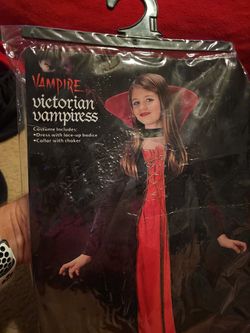 VAMPIRE
victorian
vampiress
Costume Includes:
•Dress with lace-up bodice
•Collar with choker